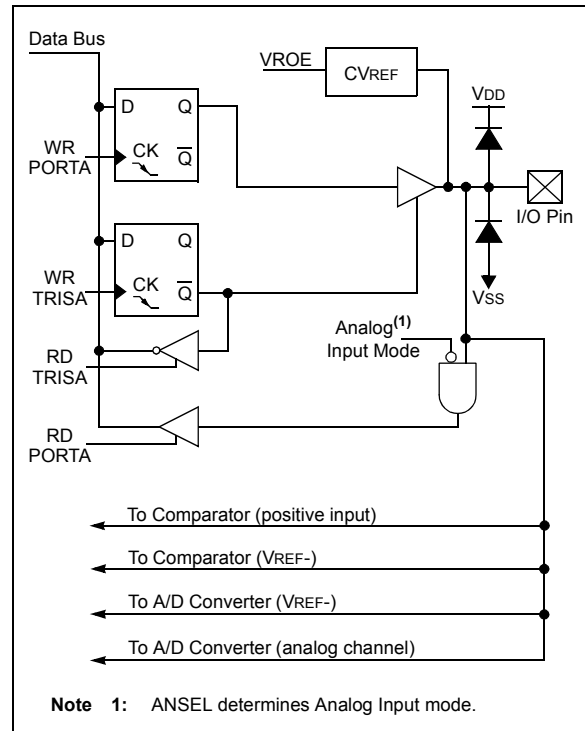 Data Bus
VROE
CVREF
VDD
D
Q
WR
PORTA
CK
Q
I/O Pin
D
Q
WR
TRISA
CK
Q
VSS
Analog(1)
Input Mode
RD
TRISA
RD
PORTA
To Comparator (positive input)
To Comparator (VREF-)
To A/D Converter (VREF-)
To A/D Converter (analog channel)
Note 1: ANSEL determines Analog Input mode.